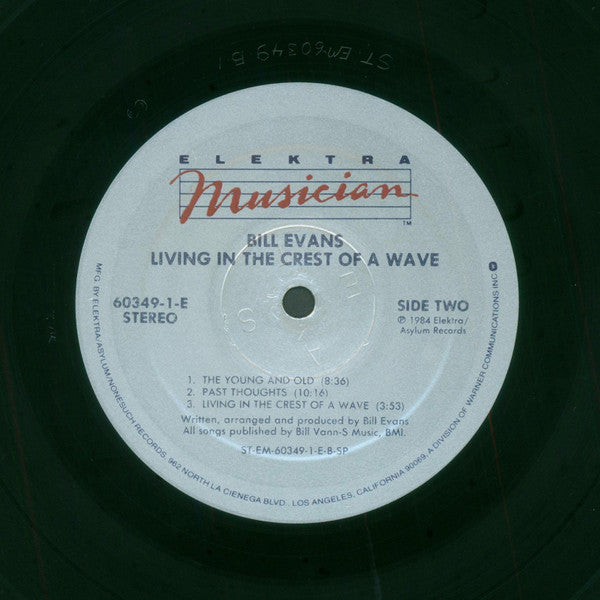 ST-EM-60349 B1
ELEKTRA
Musician
TM
BILL EVANS
LIVING IN THE CREST OF A WAVE
60349-1-E
STEREO
SIDE TWO
℗ 1984 Elektra/
Asylum Records
1. THE YOUNG AND OLD (8:36)
2. PAST THOUGHTS (10:16)
3. LIVING IN THE CREST OF A WAVE (3:53)
Written, arranged and produced by Bill Evans
All songs published by Bill Vann-S Music, BMI.
ST-EM-60349-1-E-B-SP
MFG. BY ELEKTRA/ASYLUM/NONESUCH RECORDS, 962 NORTH LA CIENEGA BLVD., LOS ANGELES, CALIFORNIA 90069, A DIVISION OF WARNER COMMUNICATIONS INC.